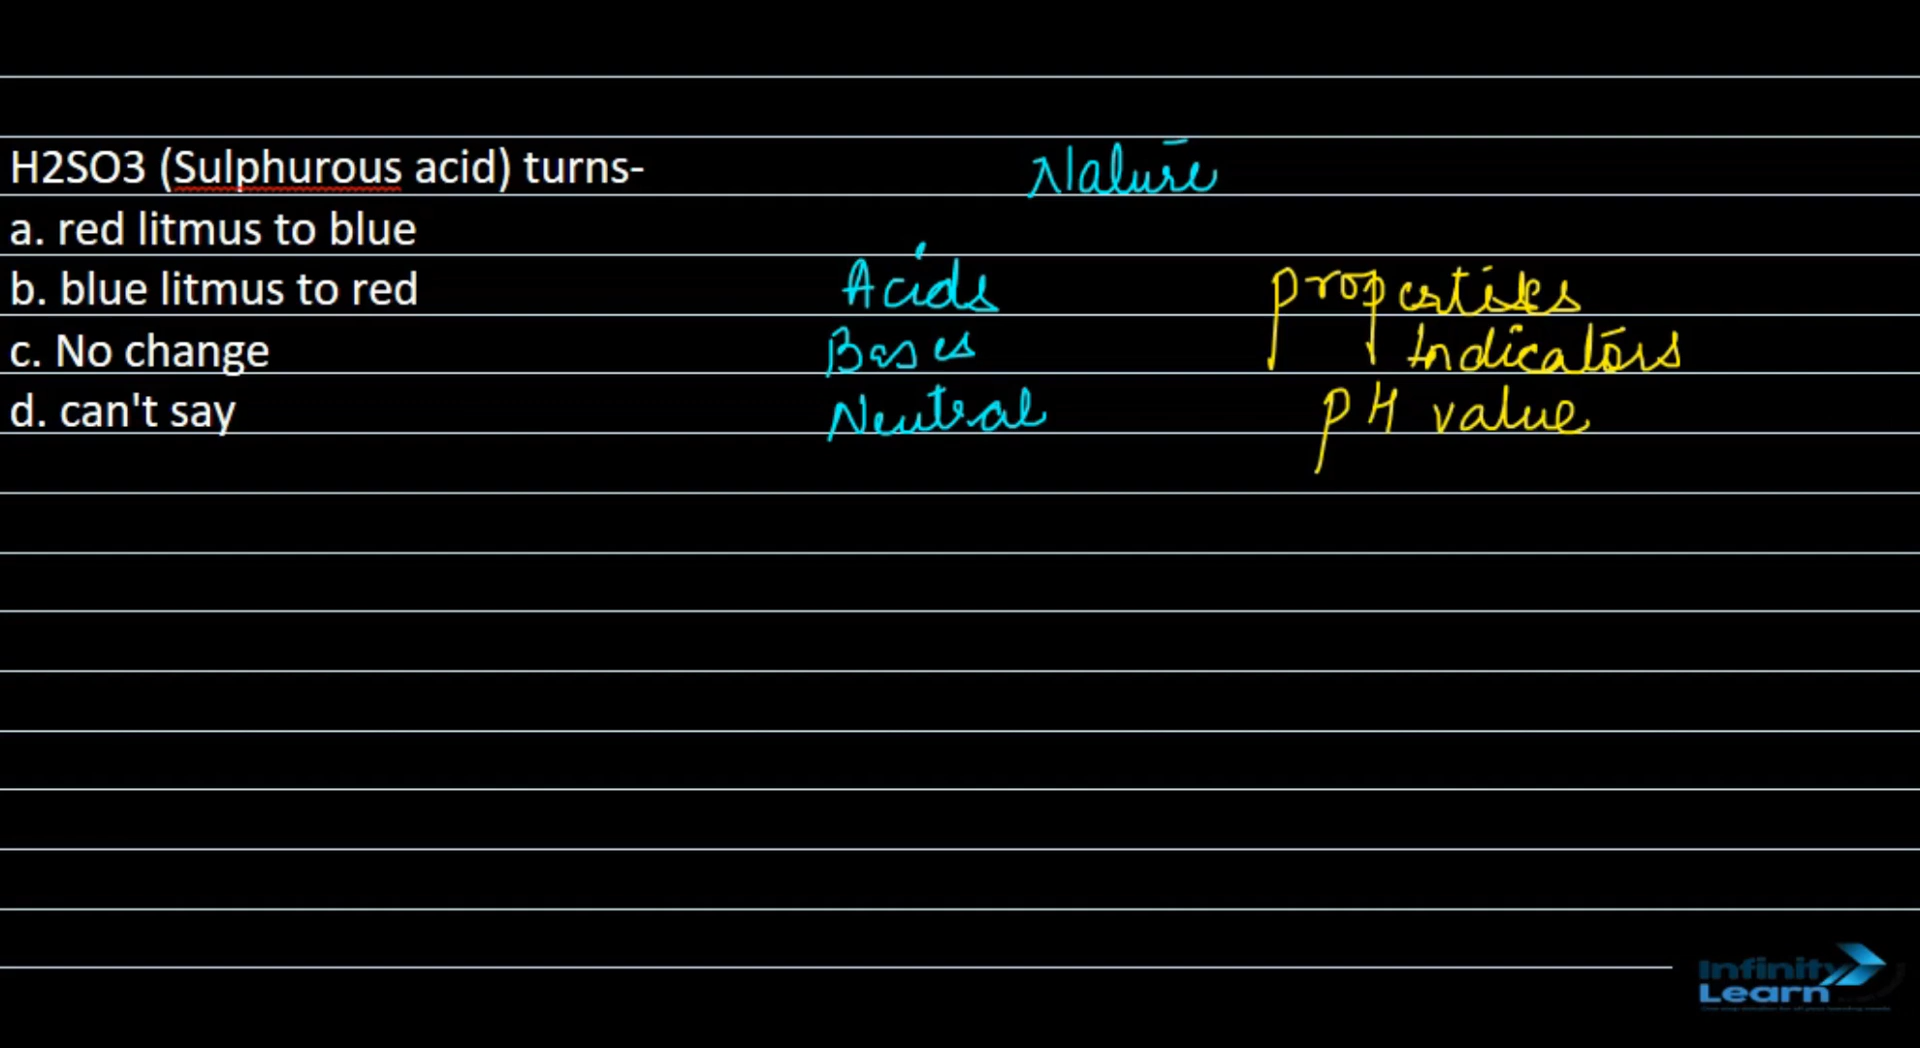 H2SO3 (Sulphurous acid) turns-
a. red litmus to blue
b. blue litmus to red
c. No change
d. can't say
Nature
Acids
Bases
Neutral
properties
Indicators
pH value
Infinity
Learn